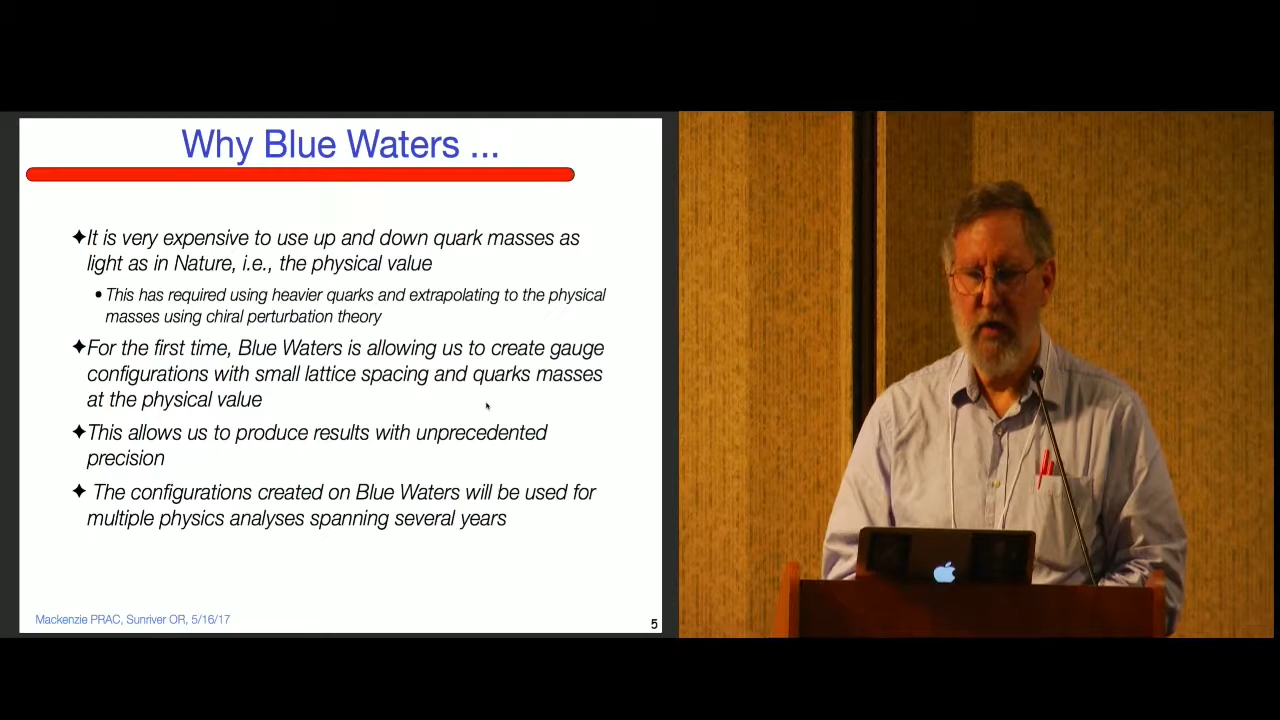 Why Blue Waters ...
✦It is very expensive to use up and down quark masses as
light as in Nature, i.e., the physical value
• This has required using heavier quarks and extrapolating to the physical
masses using chiral perturbation theory
✦For the first time, Blue Waters is allowing us to create gauge
configurations with small lattice spacing and quarks masses
at the physical value
✦This allows us to produce results with unprecedented
precision
✦ The configurations created on Blue Waters will be used for
multiple physics analyses spanning several years
Mackenzie PRAC, Sunriver OR, 5/16/17
5